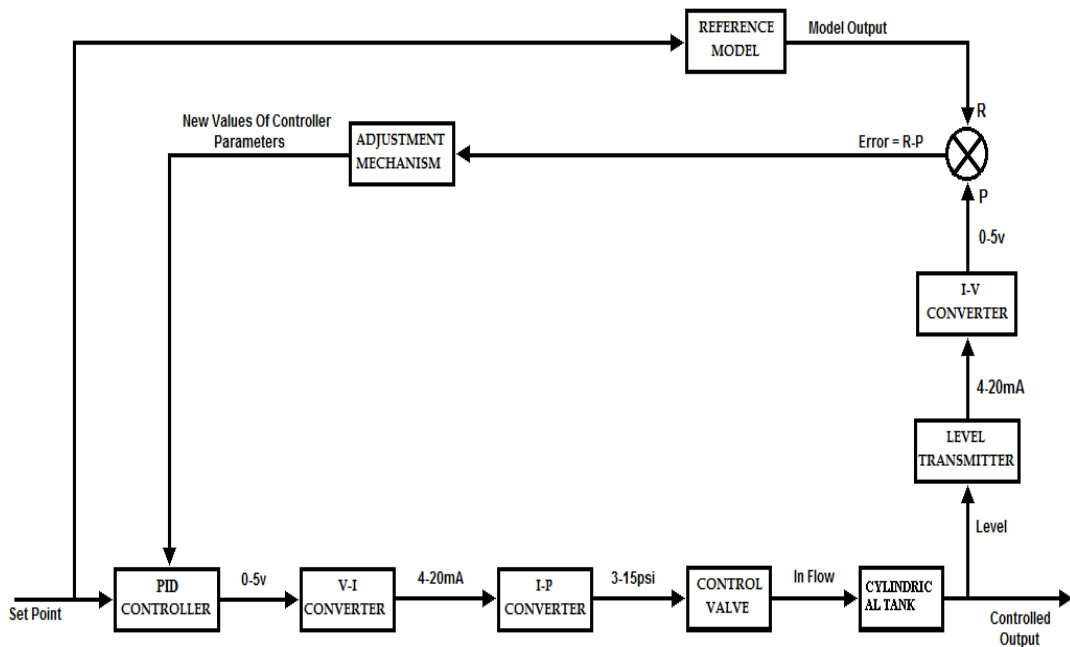 REFERENCE
MODEL
Model Output
R
New Values Of Controller
Parameters
ADJUSTMENT
MECHANISM
Error = R-P
P
0-5v
I-V
CONVERTER
4-20mA
LEVEL
TRANSMITTER
Level
Set Point
PID
CONTROLLER
0-5v
V-I
CONVERTER
4-20mA
I-P
CONVERTER
3-15psi
CONTROL
VALVE
In Flow
CYLINDRIC
AL TANK
Controlled
Output